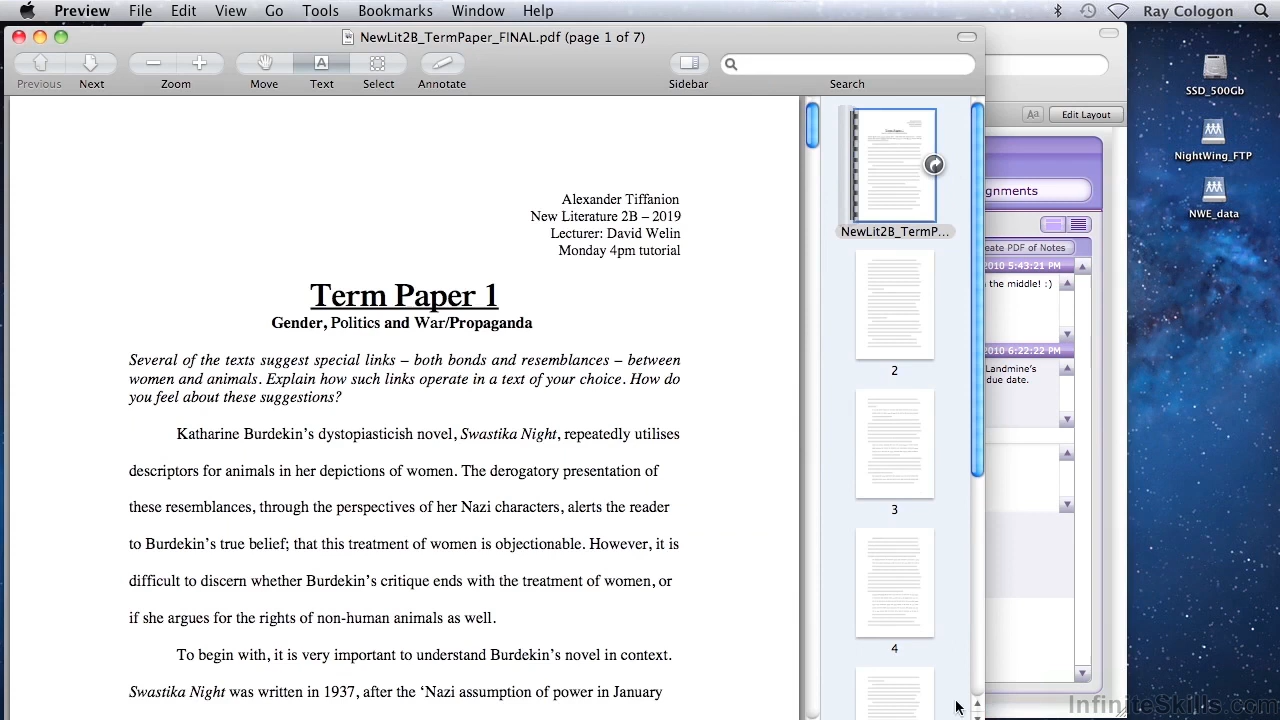 Preview File Edit View Go Tools Bookmarks Window Help Ray Cologon
NewLit2B_TermPaper_FINAL.pdf (page 1 of 7)
Previous Next Zoom Move Text Select Annotate Sidebar Search
Alexander Tifhition
New Literature 2B – 2019
Lecturer: David Welin
Monday 4pm tutorial
Term Paper 1
Gender, Politics and War/Propaganda
Several of the texts suggest links – both bonds and resemblances – between
women and animals. Explain how such links operate in a text of your choice. How do
you feel about these suggestions?
Katharine Burdekin's dystopias-eish novel, Swastika Night, repeatedly utilises
descriptors for animals in her depictions of women. The derogatory presentation of
these resemblances, through the perspectives of her Nazi characters, alerts the reader
to Burdekin's true belief; that this treatment of women is objectionable. However it is
difficult to discern whether Burdekin's critique ends with the treatment of women or
if she feels for the rights of non-human animals as well.
To begin with, it is very important to understand Burdekin's novel in context.
Swastika Night was written in 1937, after the 'Nazi assumption of power in Janua
NewLit2B_TermP...
2
3
4
Aa Edit Layout
gnments
eate PDF of Notes
2010 5:43:21 PM
the middle! :)
2010 6:22:22 PM
Landmine's
due date.
SSD_500Gb
NightWing_FTP
NWE_data
InfiniteSkills.com